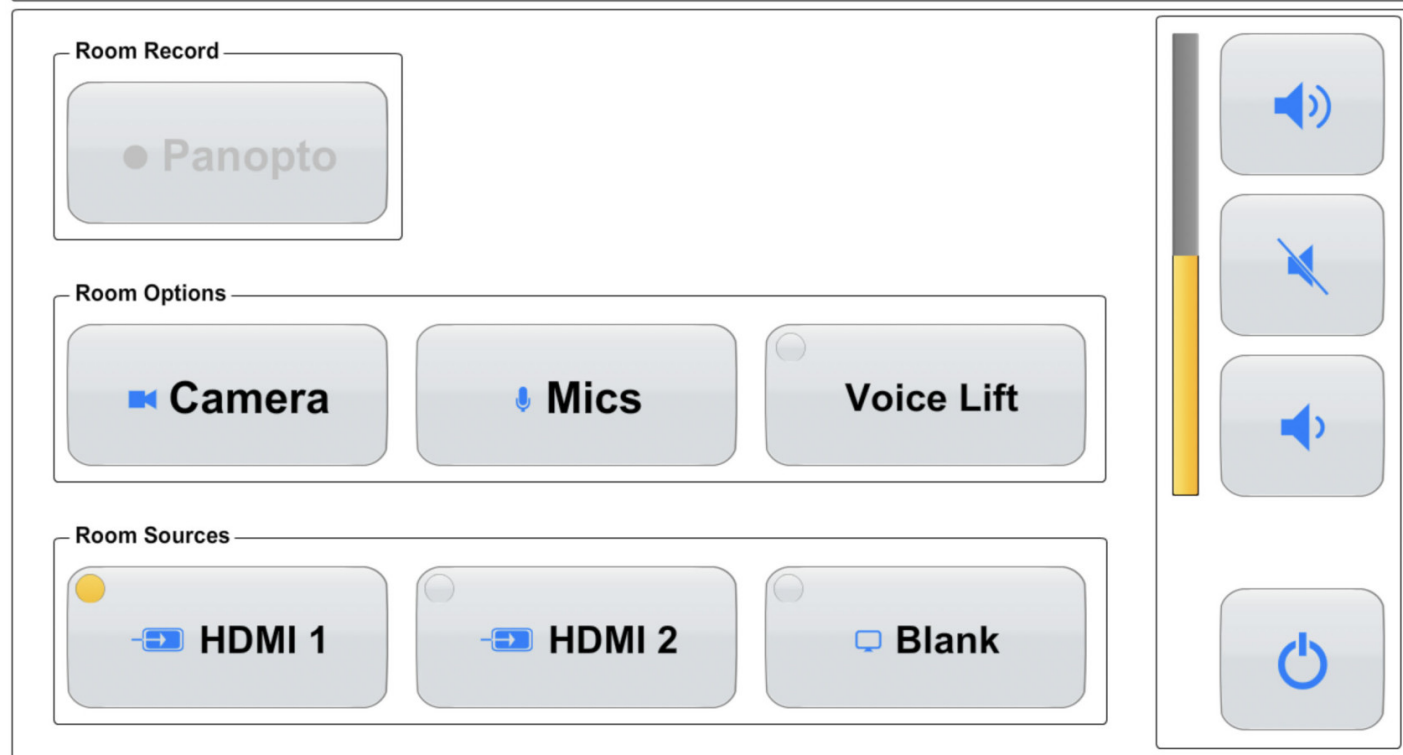 Room Record
Panopto
Room Options
Camera
Mics
Voice Lift
Room Sources
HDMI 1
HDMI 2
Blank